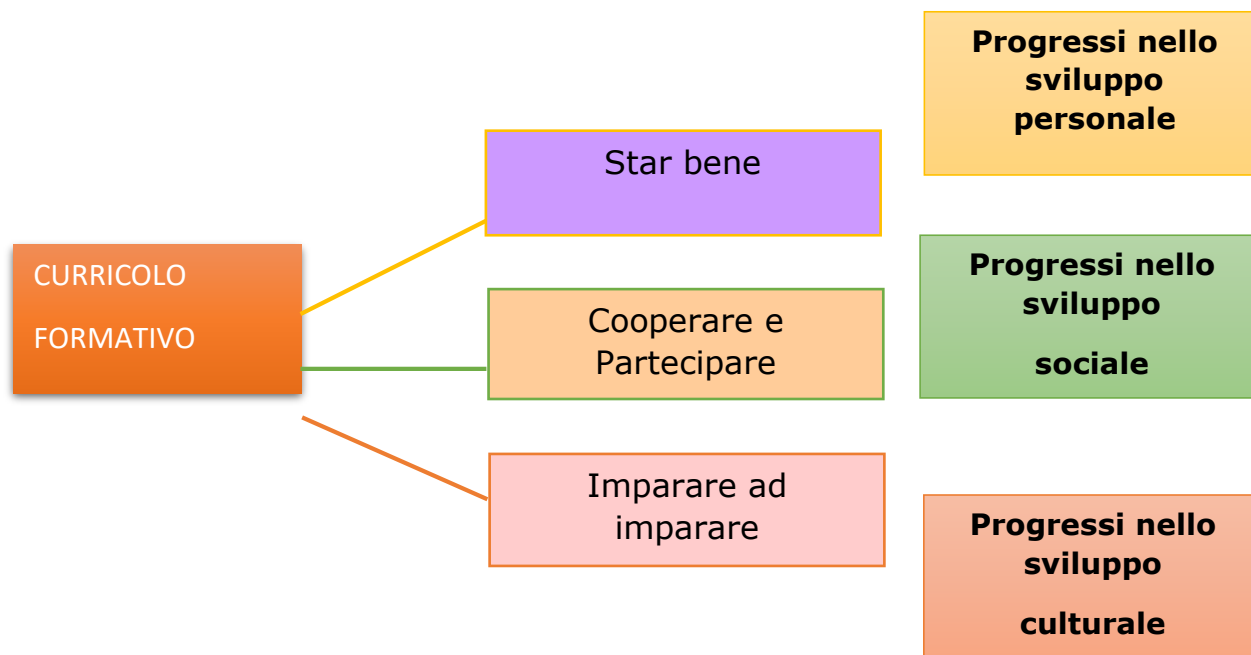 CURRICOLO
FORMATIVO
Star bene
Cooperare e
Partecipare
Imparare ad
imparare
Progressi nello
sviluppo
personale
Progressi nello
sviluppo
sociale
Progressi nello
sviluppo
culturale